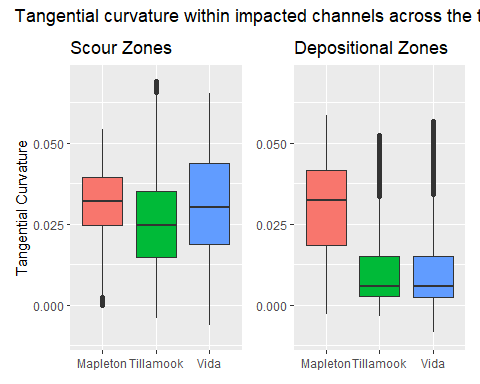 Tangential curvature within impacted channels across the t
Scour Zones
Depositional Zones
Tangential Curvature
0.050
0.025
0.000
0.050
0.025
0.000
Mapleton Tillamook Vida
Mapleton Tillamook Vida